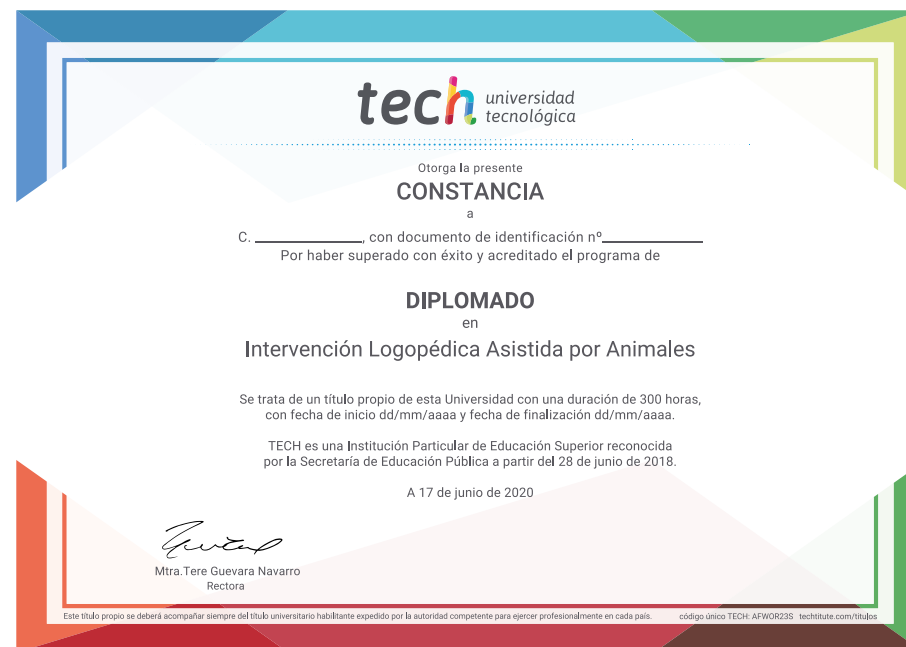 tech universidad
tecnológica
Otorga la presente
CONSTANCIA
a
C. ____________, con documento de identificación nº____________
Por haber superado con éxito y acreditado el programa de
DIPLOMADO
en
Intervención Logopédica Asistida por Animales
Se trata de un título propio de esta Universidad con una duración de 300 horas,
con fecha de inicio dd/mm/aaaa y fecha de finalización dd/mm/aaaa.
TECH es una Institución Particular de Educación Superior reconocida
por la Secretaría de Educación Pública a partir del 28 de junio de 2018.
A 17 de junio de 2020
Mtra.Tere Guevara Navarro
Rectora
Este título propio se deberá acompañar siempre del título universitario habilitante expedido por la autoridad competente para ejercer profesionalmente en cada país. código único TECH: AFWOR23S techtitute.com/titulos